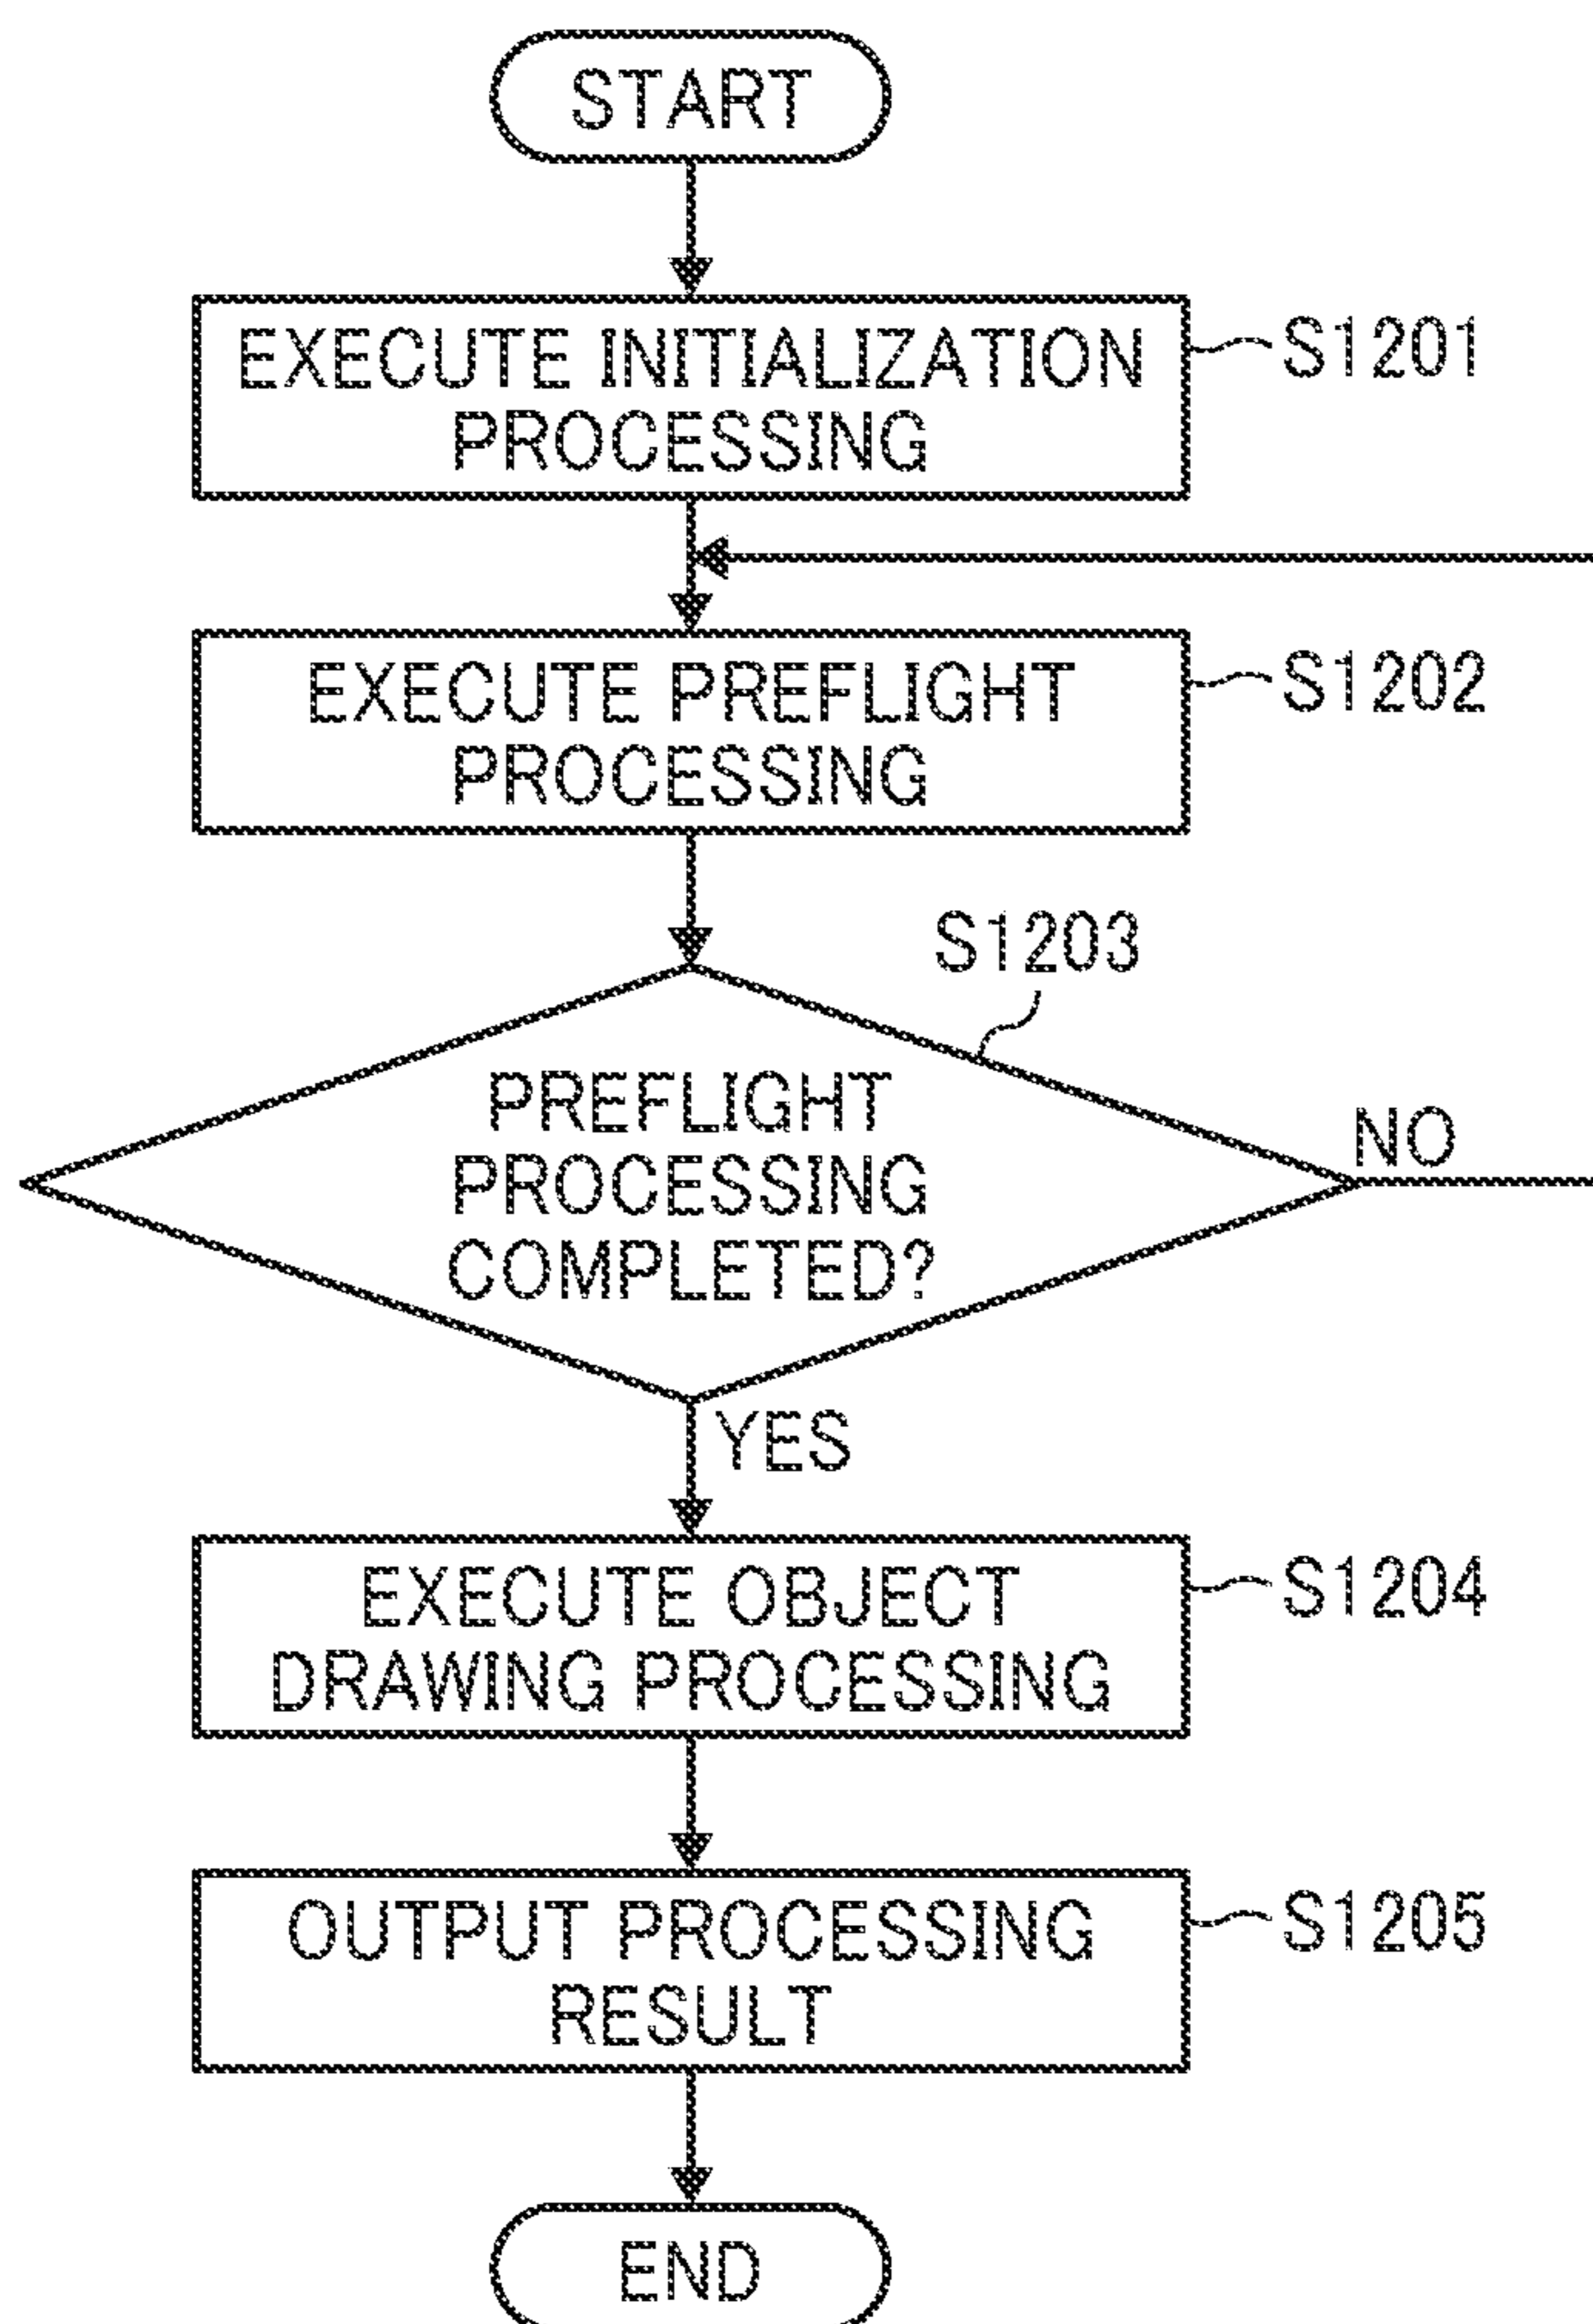 START
EXECUTE INITIALIZATION
PROCESSING
S1201
EXECUTE PREFLIGHT
PROCESSING
S1202
S1203
PREFLIGHT
PROCESSING
COMPLETED?
NO
YES
EXECUTE OBJECT
DRAWING PROCESSING
S1204
OUTPUT PROCESSING
RESULT
S1205
END